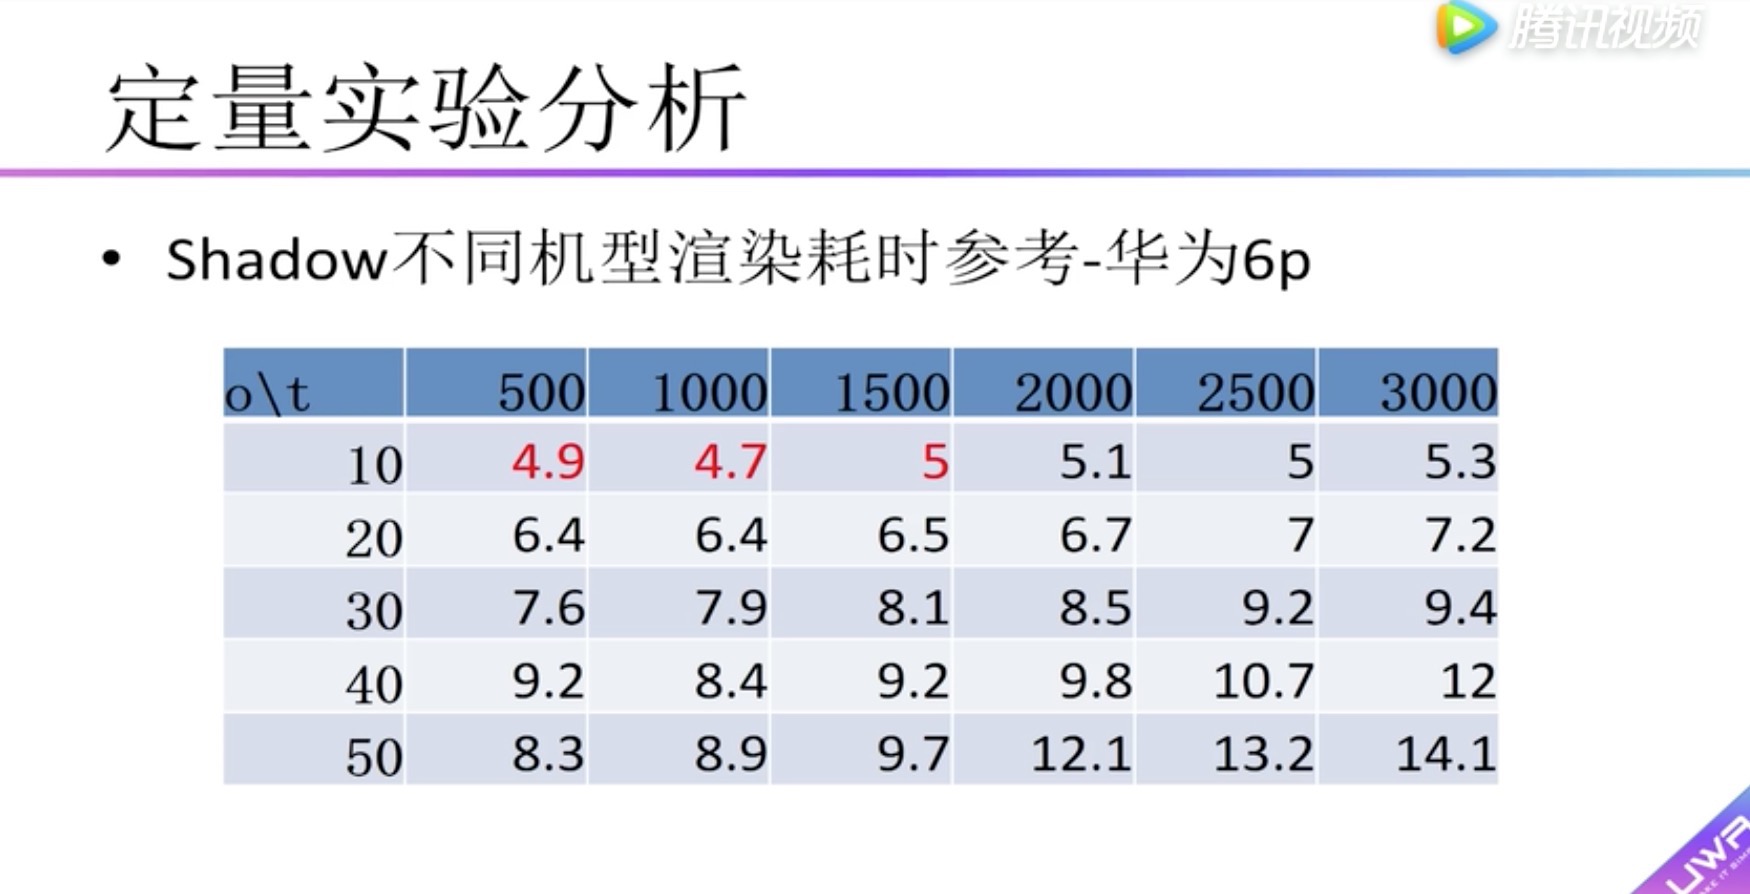 腾讯视频
定量实验分析
• Shadow不同机型渲染耗时参考-华为6p
o\t 500 1000 1500 2000 2500 3000
10 4.9 4.7 5 5.1 5 5.3
20 6.4 6.4 6.5 6.7 7 7.2
30 7.6 7.9 8.1 8.5 9.2 9.4
40 9.2 8.4 9.2 9.8 10.7 12
50 8.3 8.9 9.7 12.1 13.2 14.1
UWA